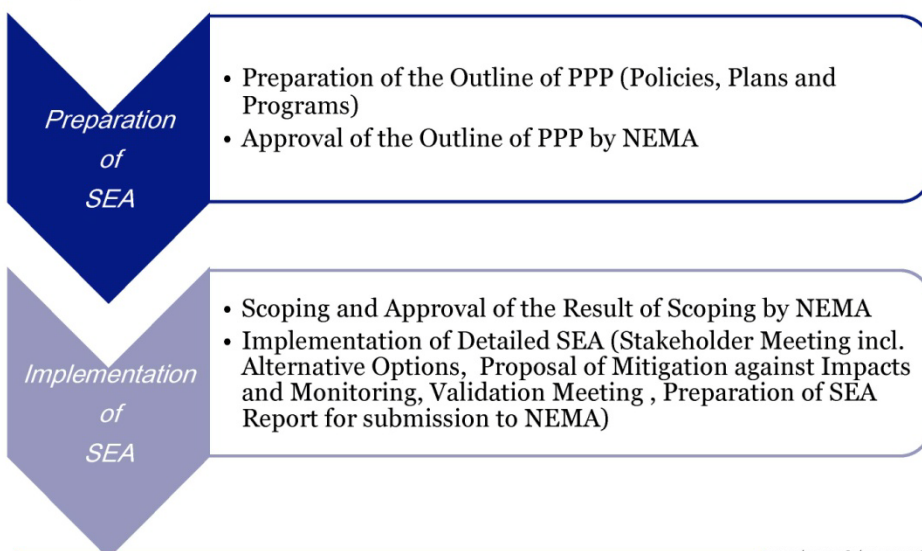 Preparation
of
SEA
• Preparation of the Outline of PPP (Policies, Plans and
Programs)
• Approval of the Outline of PPP by NEMA
Implementation
of
SEA
• Scoping and Approval of the Result of Scoping by NEMA
• Implementation of Detailed SEA (Stakeholder Meeting incl.
Alternative Options,  Proposal of Mitigation against Impacts
and Monitoring, Validation Meeting , Preparation of SEA
Report for submission to NEMA)